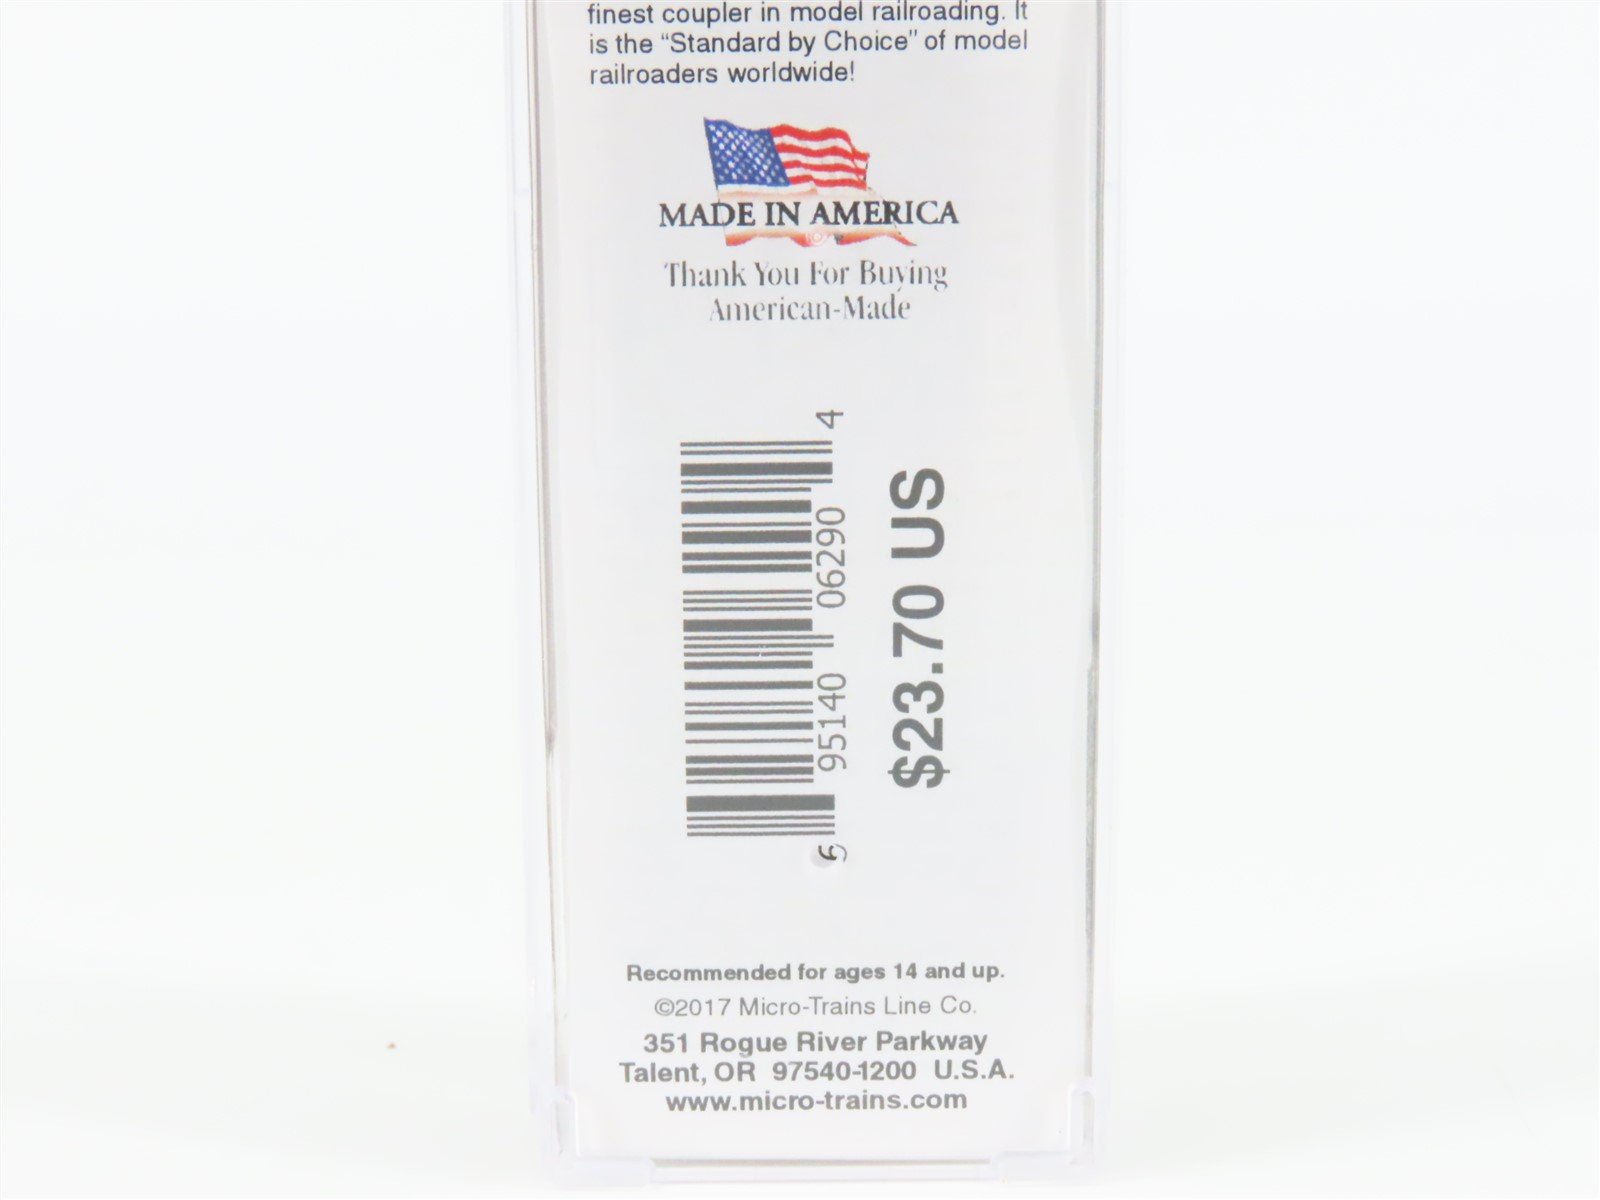 finest coupler in model railroading. It
is the “Standard by Choice” of model
railroaders worldwide!
MADE IN AMERICA
Thank You For Buying
American-Made
6 95140 06290 4
$23.70 US
Recommended for ages 14 and up.
©2017 Micro-Trains Line Co.
351 Rogue River Parkway
Talent, OR 97540-1200 U.S.A.
www.micro-trains.com